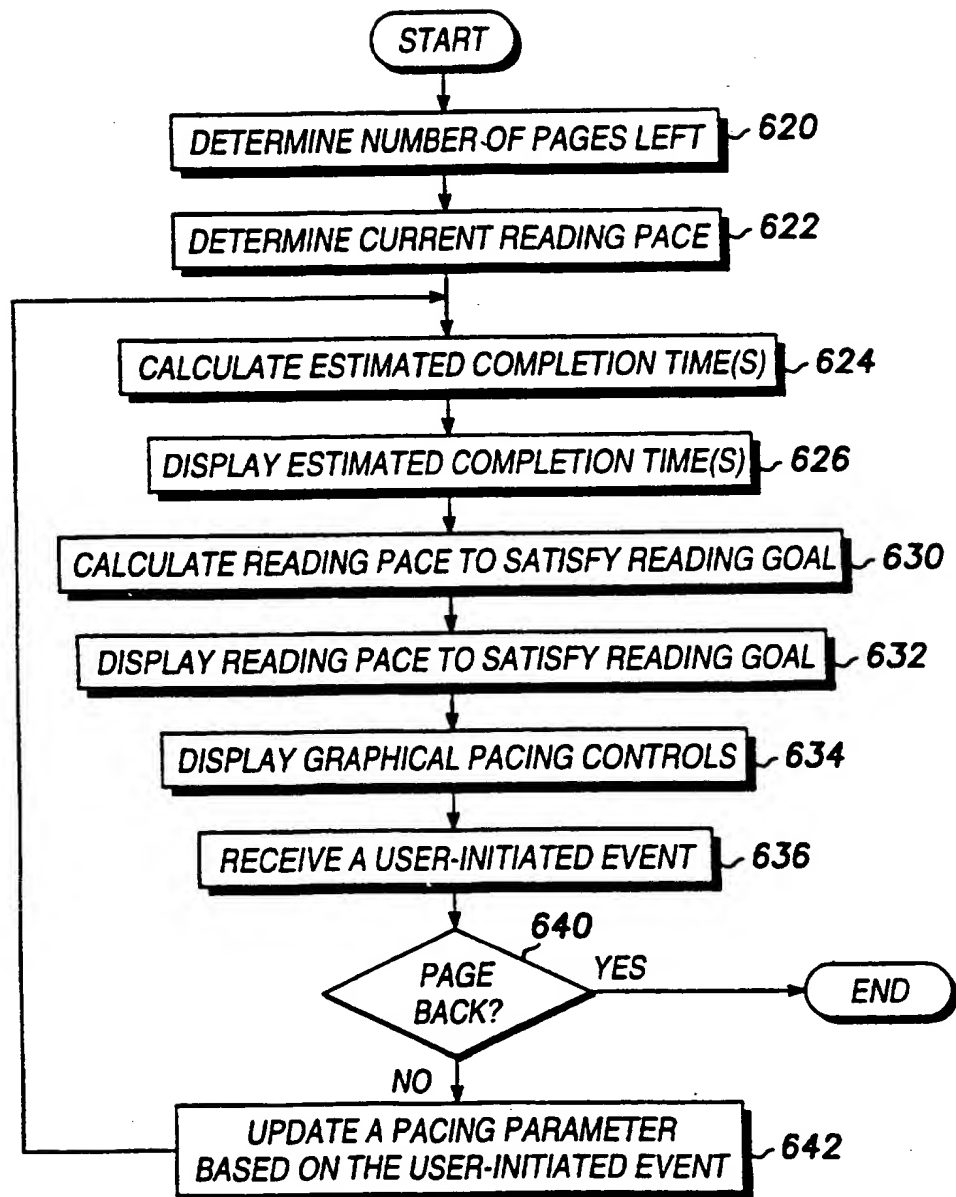 START
DETERMINE NUMBER OF PAGES LEFT 620
DETERMINE CURRENT READING PACE 622
CALCULATE ESTIMATED COMPLETION TIME(S) 624
DISPLAY ESTIMATED COMPLETION TIME(S) 626
CALCULATE READING PACE TO SATISFY READING GOAL 630
DISPLAY READING PACE TO SATISFY READING GOAL 632
DISPLAY GRAPHICAL PACING CONTROLS 634
RECEIVE A USER-INITIATED EVENT 636
640
PAGE
BACK?
YES
END
NO
UPDATE A PACING PARAMETER
BASED ON THE USER-INITIATED EVENT 642